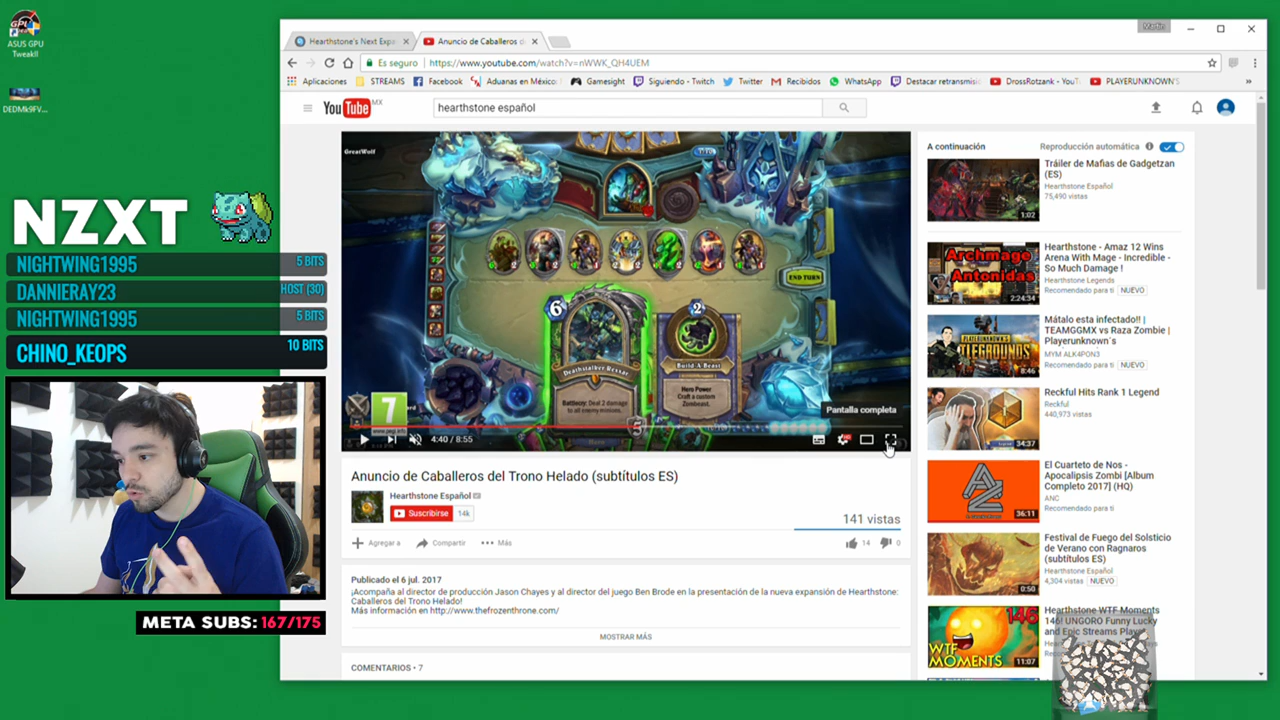 ASUS GPU
TweakII
DEDMk9FV...
NZXT
NIGHTWING1995 5 BITS
DANNIERAY23 HOST (30)
NIGHTWING1995 5 BITS
CHINO_KEOPS 10 BITS
META SUBS: 167/175
Martin
Hearthstone's Next Expa
Anuncio de Caballeros d
Es seguro https://www.youtube.com/watch?v=nWWK_QH4UEM
Aplicaciones STREAMS Facebook Aduanas en México: Gamesight Siguiendo - Twitch Twitter Recibidos WhatsApp Destacar retransmisi DrossRotzank - YouT PLAYERUNKNOWN'S
YouTube MX
hearthstone español
GreatWolf
END TURN
6
2
Deathstalker Rexxar
Build-A-Beast
Battlecry: Deal 2 damage
to all enemy minions.
Hero Power
Craft a custom
Zombeast.
7
Pantalla completa
4:40 / 8:55
Anuncio de Caballeros del Trono Helado (subtítulos ES)
Hearthstone Español
Suscribirse 14k
141 vistas
Agregar a Compartir Más 14 0
Publicado el 6 jul. 2017
¡Acompaña al director de producción Jason Chayes y al director del juego Ben Brode en la presentación de la nueva expansión de Hearthstone:
Caballeros del Trono Helado!
Más información en http://www.thefrozenthrone.com/
MOSTRAR MÁS
COMENTARIOS • 7
A continuación Reproducción automática
Tráiler de Mafias de Gadgetzan
(ES)
Hearthstone Español
75,490 vistas
1:02
Archmage
Antonidas
2:24:34
Hearthstone - Amaz 12 Wins
Arena With Mage - Incredible -
So Much Damage !
Hearthstone Legends
Recomendado para ti NUEVO
8:46
Mátalo esta infectado!! |
TEAMGGMX vs Raza Zombie |
Playerunknown`s
MYM ALK4PON3
Recomendado para ti NUEVO
34:37
Reckful Hits Rank 1 Legend
Reckful
440,973 vistas
36:11
El Cuarteto de Nos -
Apocalipsis Zombi [Album
Completo 2017] (HQ)
ANC
Recomendado para ti
0:50
Festival de Fuego del Solsticio
de Verano con Ragnaros
(subtítulos ES)
Hearthstone Español
4,304 vistas NUEVO
146
WTF
MOMENTS
11:07
Hearthstone WTF Moments
146! UNGORO Funny Lucky
and Epic Streams Plays